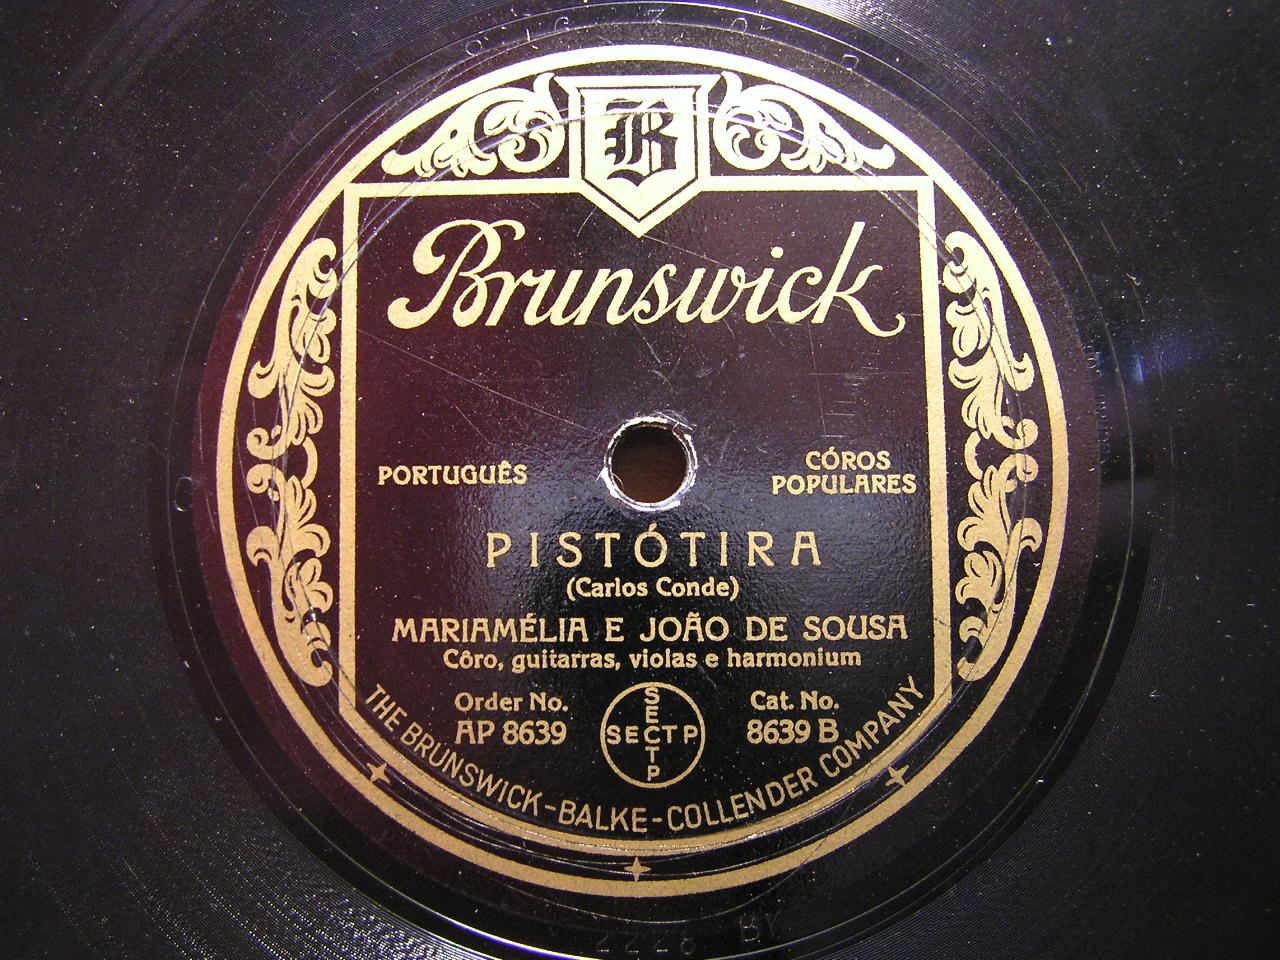 B
Brunswick
PORTUGUÊS
CÓROS
POPULARES
PISTÓTIRA
(Carlos Conde)
MARIAMÉLIA E JOÃO DE SOUSA
Côro, guitarras, violas e harmonium
Order No.
AP 8639
SECTP
SECTP
Cat. No.
8639 B
THE BRUNSWICK-BALKE-COLLENDER COMPANY